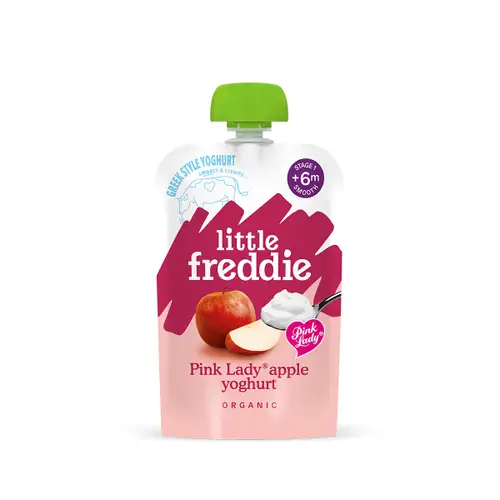 GREEK STYLE YOGHURT
smooth & creamy
STAGE 1
+6m
SMOOTH
little
freddie
Pink
Lady®
Pink Lady® apple
yoghurt
ORGANIC